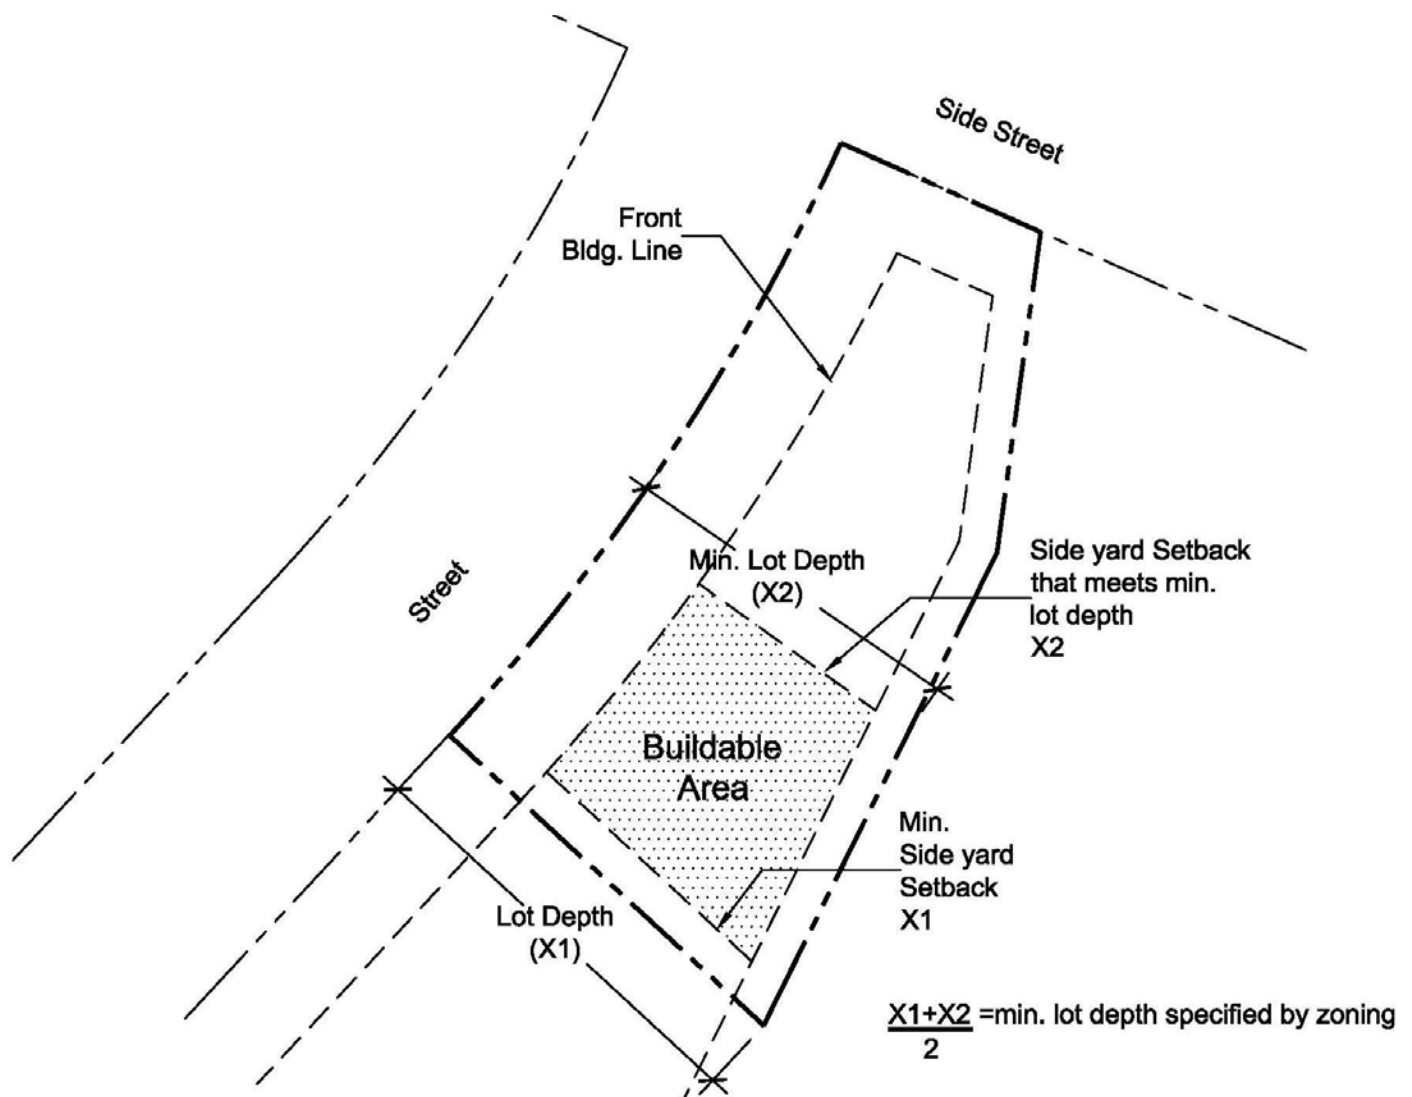 Side Street
Front
Bldg. Line
Min. Lot Depth
(X2)
Side yard Setback
that meets min.
lot depth
X2
Street
Buildable
Area
Min.
Side yard
Setback
X1
Lot Depth
(X1)
X1+X2 =min. lot depth specified by zoning
2